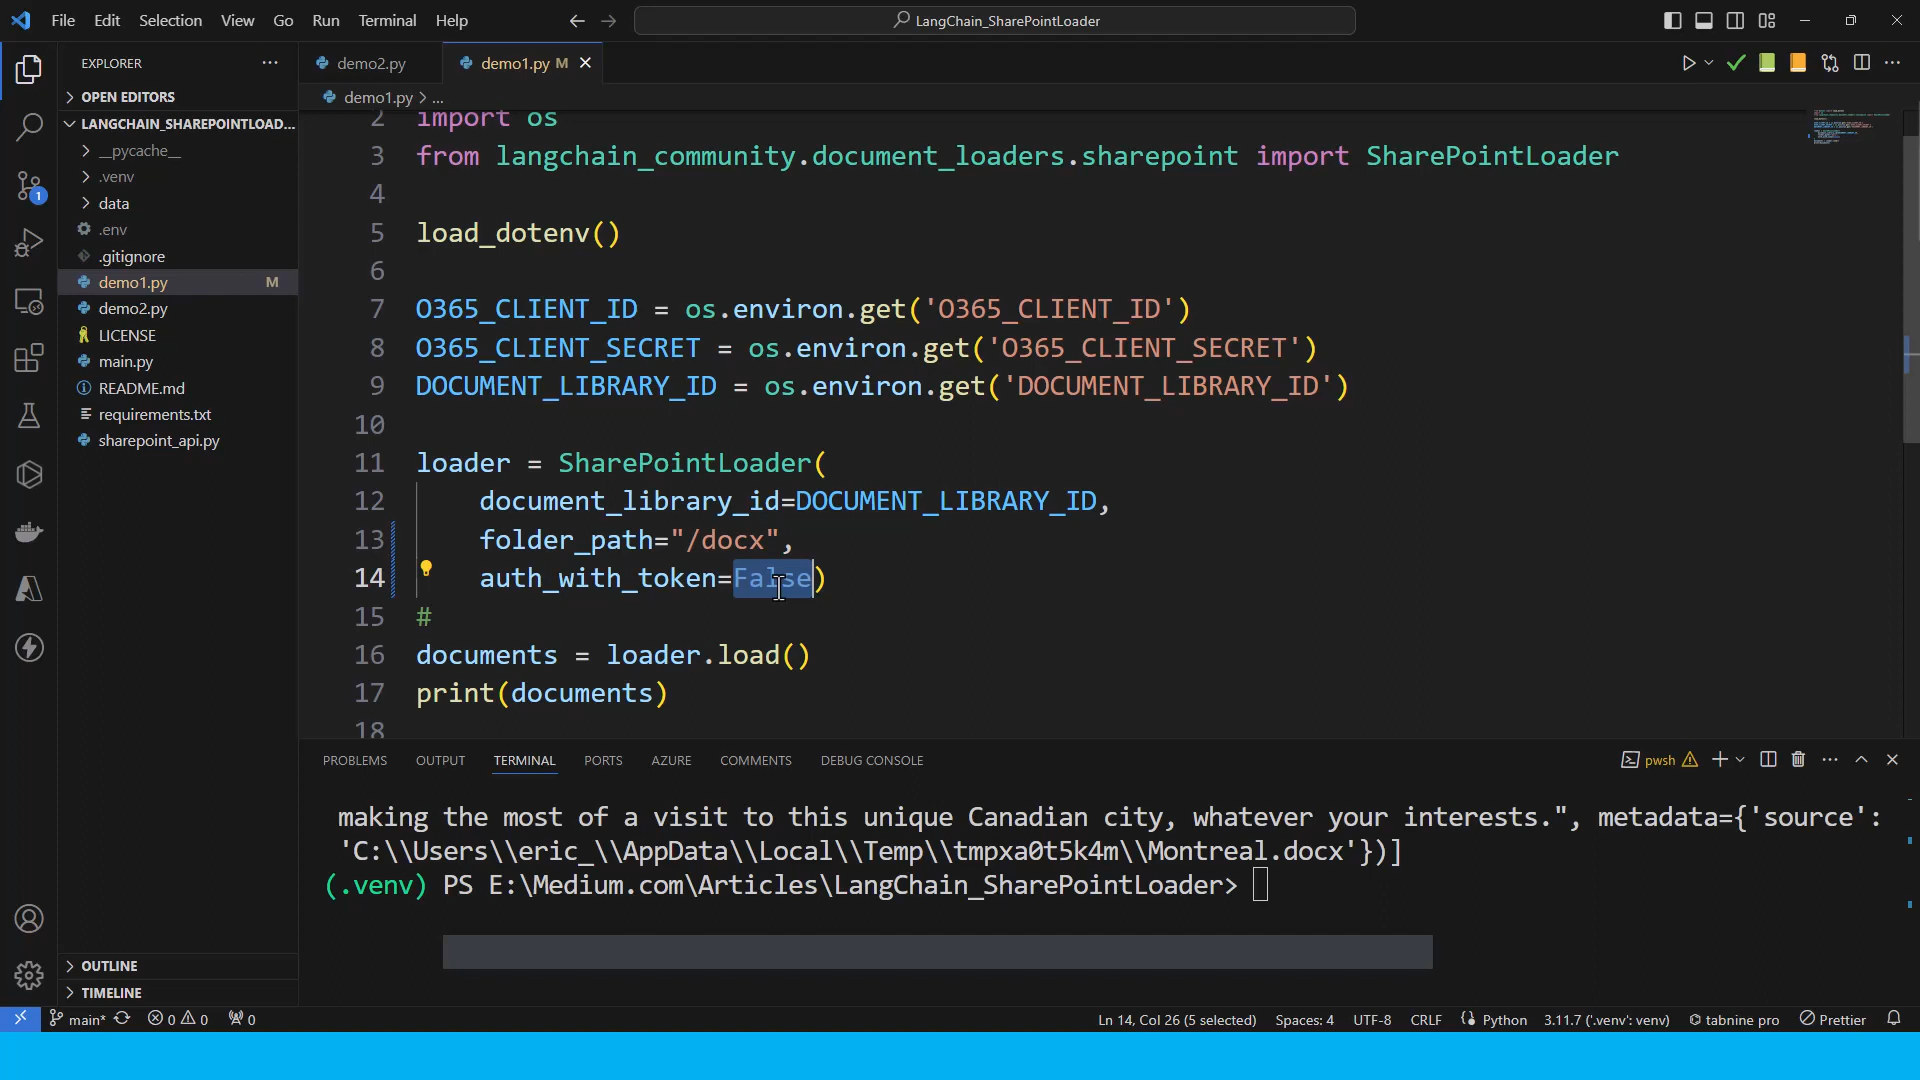 File Edit Selection View Go Run Terminal Help
LangChain_SharePointLoader
EXPLORER
OPEN EDITORS
LANGCHAIN_SHAREPOINTLOAD...
__pycache__
.venv
data
.env
.gitignore
demo1.py M
demo2.py
LICENSE
main.py
README.md
requirements.txt
sharepoint_api.py
OUTLINE
TIMELINE
1
demo2.py
demo1.py M
demo1.py > ...
2 import os
3 from langchain_community.document_loaders.sharepoint import SharePointLoader
4
5 load_dotenv()
6
7 O365_CLIENT_ID = os.environ.get('O365_CLIENT_ID')
8 O365_CLIENT_SECRET = os.environ.get('O365_CLIENT_SECRET')
9 DOCUMENT_LIBRARY_ID = os.environ.get('DOCUMENT_LIBRARY_ID')
10
11 loader = SharePointLoader(
12 document_library_id=DOCUMENT_LIBRARY_ID,
13 folder_path="/docx",
14 auth_with_token=False)
15 #
16 documents = loader.load()
17 print(documents)
18
PROBLEMS OUTPUT TERMINAL PORTS AZURE COMMENTS DEBUG CONSOLE
pwsh
making the most of a visit to this unique Canadian city, whatever your interests.", metadata={'source':
'C:\\Users\\eric_\\AppData\\Local\\Temp\\tmpxa0t5k4m\\Montreal.docx'})]
(.venv) PS E:\Medium.com\Articles\LangChain_SharePointLoader>
main* 0 0 0
Ln 14, Col 26 (5 selected) Spaces: 4 UTF-8 CRLF Python 3.11.7 ('.venv': venv) tabnine pro Prettier